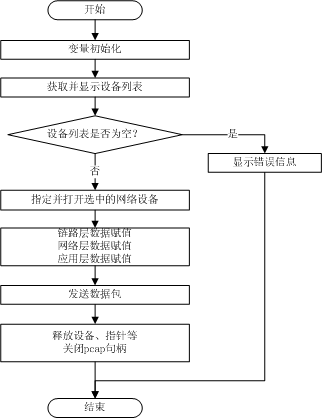 开始
变量初始化
获取并显示设备列表
设备列表是否为空?
是
显示错误信息
否
指定并打开选中的网络设备
链路层数据赋值
网络层数据赋值
应用层数据赋值
发送数据包
释放设备、指针等
关闭pcap句柄
结束